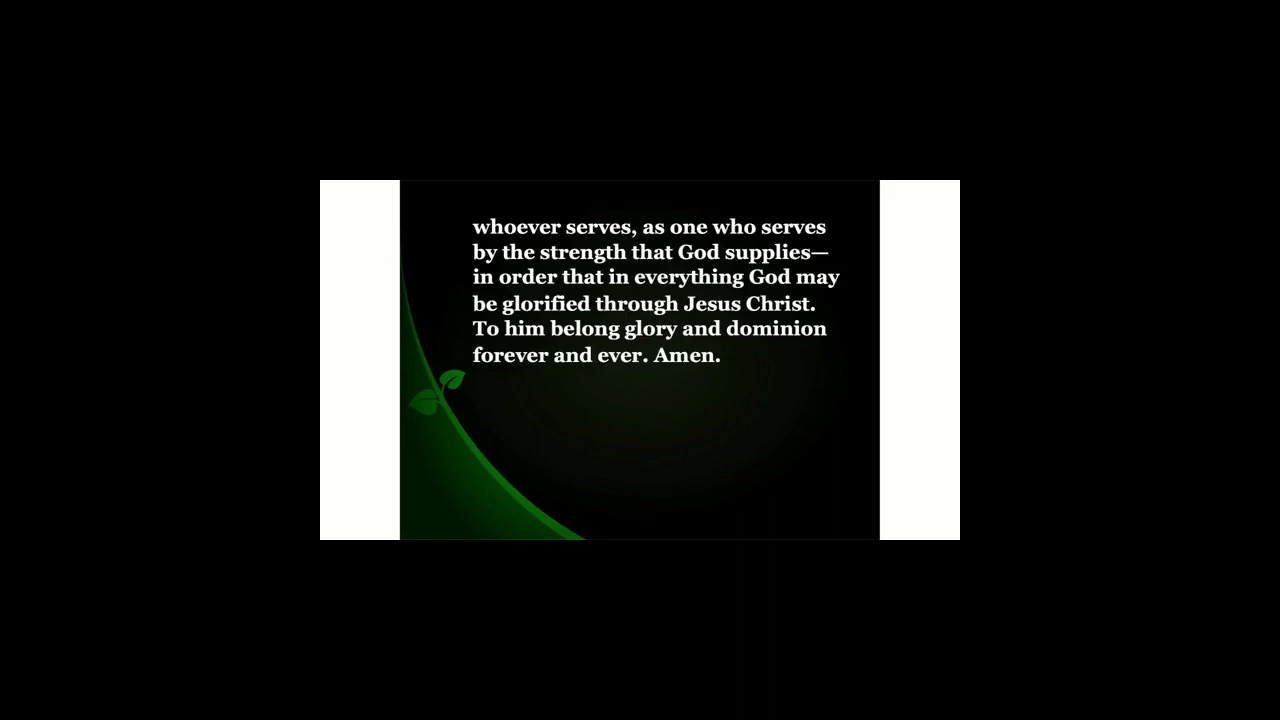 whoever serves, as one who serves
by the strength that God supplies—
in order that in everything God may
be glorified through Jesus Christ.
To him belong glory and dominion
forever and ever. Amen.